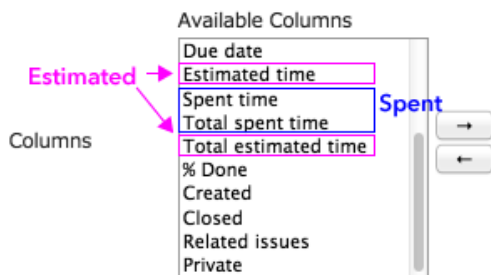 Available Columns
Due date
Estimated
Estimated time
Spent time
Spent
Total spent time
Columns
Total estimated time
% Done
Created
Closed
Related issues
Private